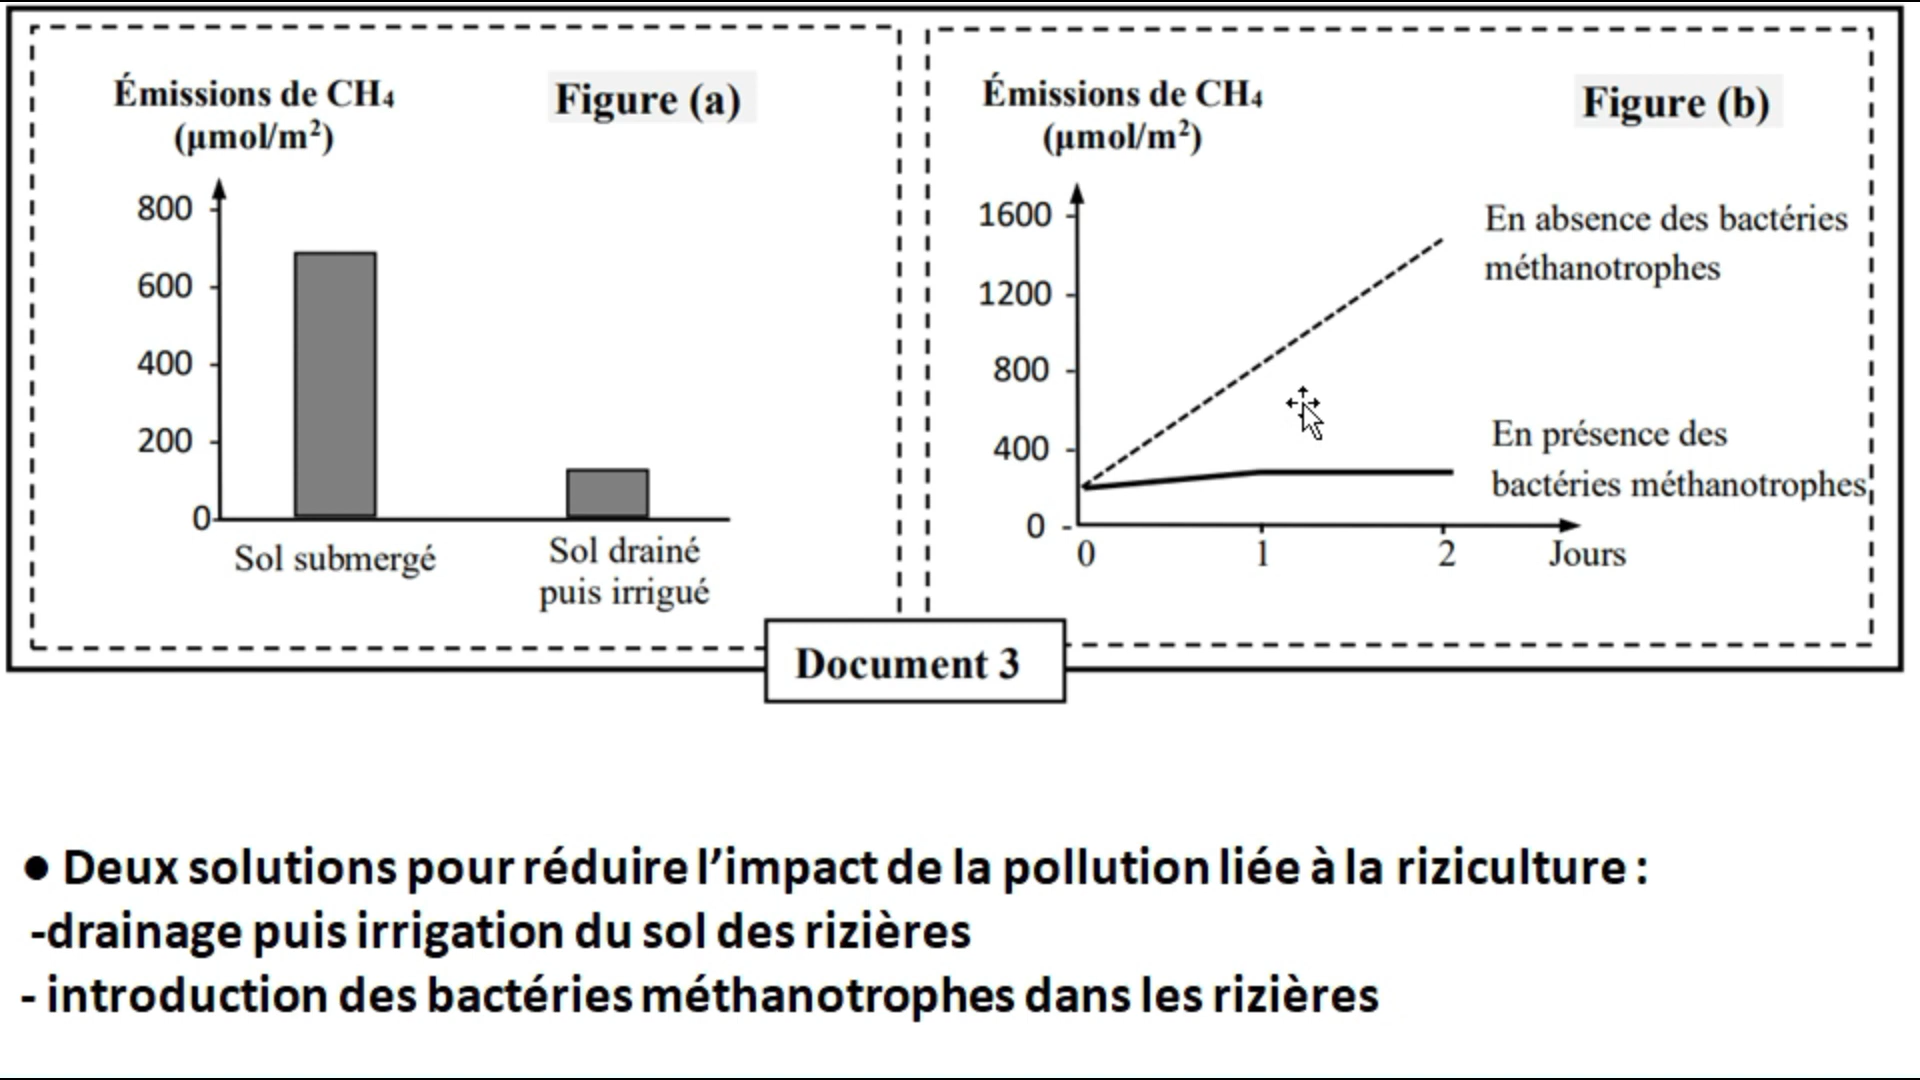 Émissions de CH₄
(µmol/m²)
Figure (a)
800
600
400
200
0
Sol submergé
Sol drainé
puis irrigué
Émissions de CH₄
(µmol/m²)
Figure (b)
1600
1200
800
400
0
0
1
2
Jours
En absence des bactéries
méthanotrophes
En présence des
bactéries méthanotrophes
Document 3
● Deux solutions pour réduire l’impact de la pollution liée à la riziculture :
-drainage puis irrigation du sol des rizières
- introduction des bactéries méthanotrophes dans les rizières